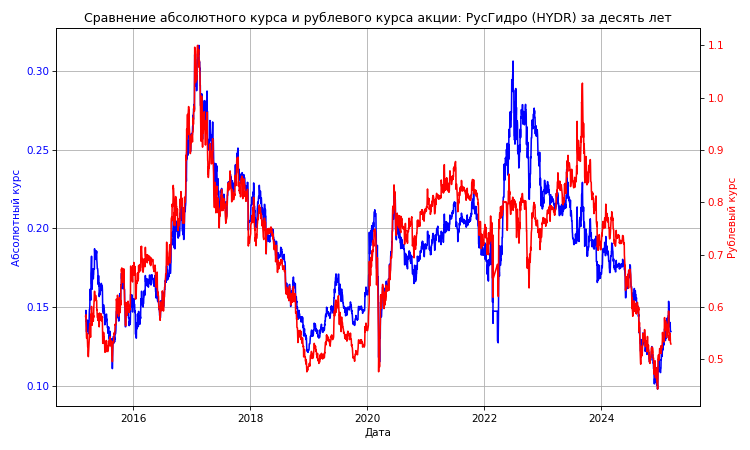 Сравнение абсолютного курса и рублевого курса акции: РусГидро (HYDR) за десять лет
0.30
0.25
0.20
0.15
0.10
Абсолютный курс
1.1
1.0
0.9
0.8
0.7
0.6
0.5
Рублевый курс
2016 2018 2020 2022 2024
Дата